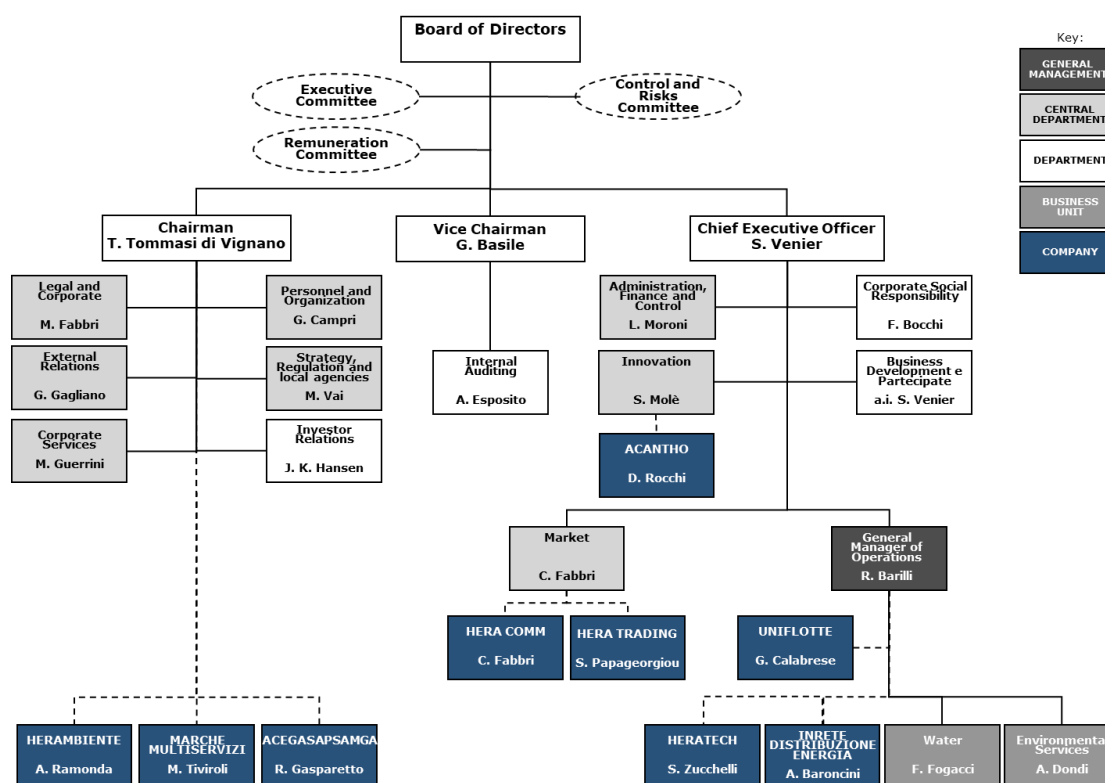 Board of Directors
Key:
GENERAL
MANAGEMENT
CENTRAL
DEPARTMENT
DEPARTMENT
BUSINESS
UNIT
COMPANY
Executive
Committee
Control and
Risks
Committee
Remuneration
Committee
Chairman
T. Tommasi di Vignano
Vice Chairman
G. Basile
Chief Executive Officer
S. Venier
Legal and
Corporate
M. Fabbri
Personnel and
Organization
G. Campri
External
Relations
G. Gagliano
Strategy,
Regulation and
local agencies
M. Vai
Corporate
Services
M. Guerrini
Investor
Relations
J. K. Hansen
Internal
Auditing
A. Esposito
Administration,
Finance and
Control
L. Moroni
Corporate Social
Responsibility
F. Bocchi
Innovation
S. Molè
Business
Development e
Partecipate
a.i. S. Venier
ACANTHO
D. Rocchi
Market
C. Fabbri
General
Manager of
Operations
R. Barilli
HERA COMM
C. Fabbri
HERA TRADING
S. Papageorgiou
UNIFLOTTE
G. Calabrese
HERAMBIENTE
A. Ramonda
MARCHE
MULTISERVIZI
M. Tiviroli
ACEGASAPSAMGA
R. Gasparetto
HERATECH
S. Zucchelli
INRETE
DISTRIBUZIONE
ENERGIA
A. Baroncini
Water
F. Fogacci
Environmental
Services
A. Dondi